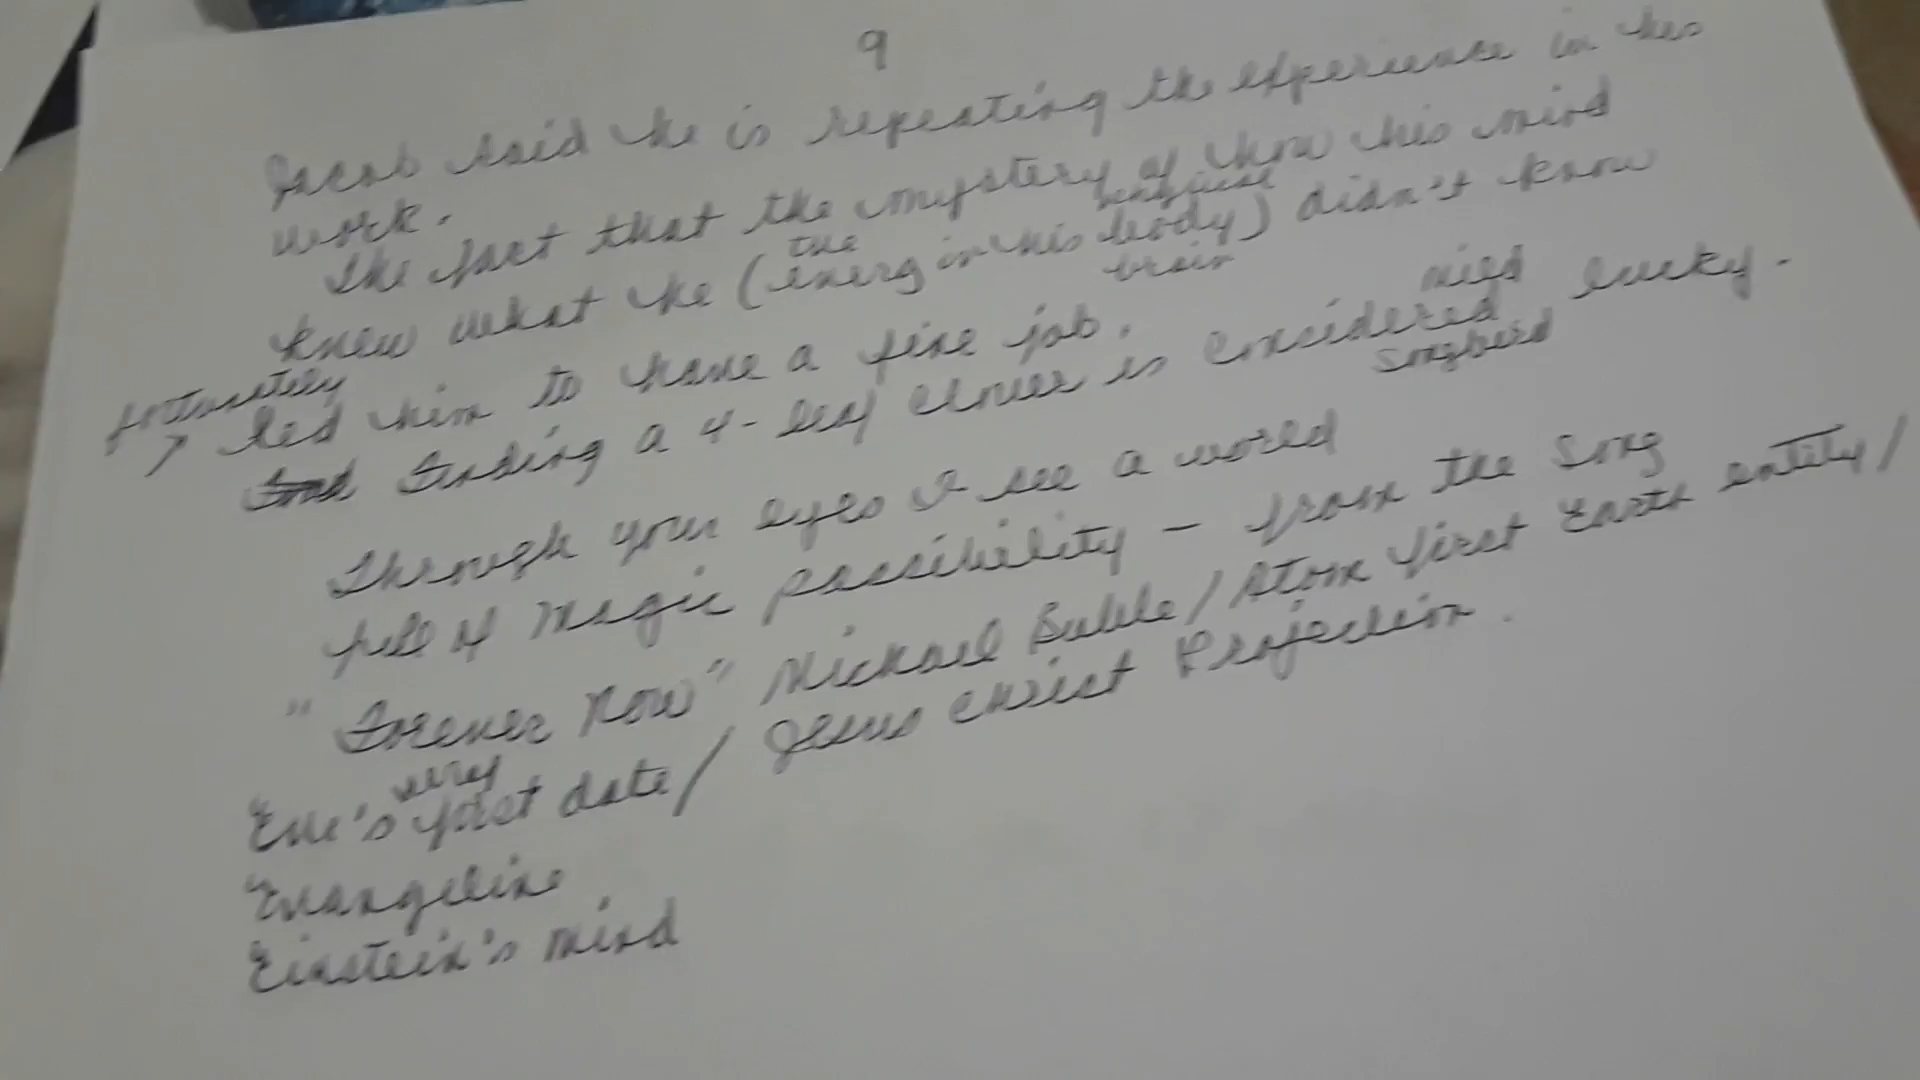 9
Jacob said he is repeating the experience in his
work.
The fact that the mystery of how his mind
knew what he (the energ in his body) didn't know
brain
fortunately
led him to have a fine job.
mild
Finding a 4-leaf clover is considered lucky.
songbird
Through your eyes I see a world
full of magic possibility - from the song
"Forever Now" Michael Buble/Atom first Earth entity/
very
Eve's first date/ Jesus Christ Projection.
Evangeline
Einstein's mind